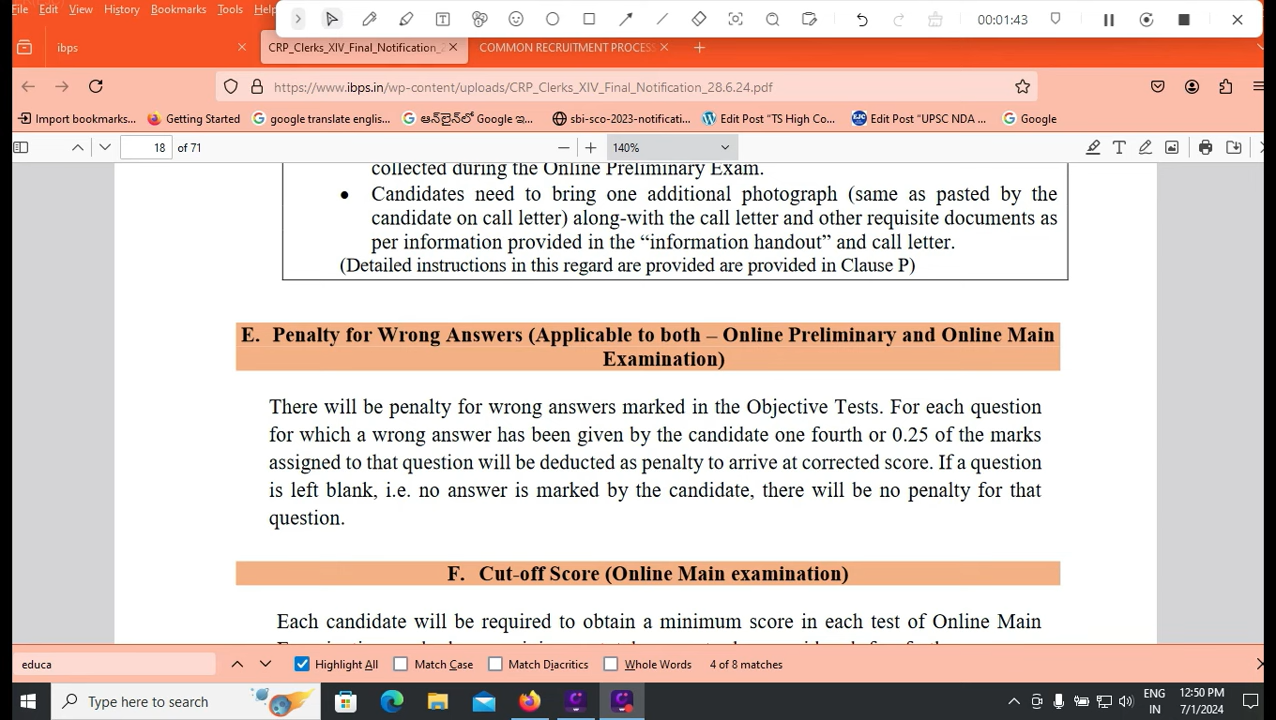 File Edit View History Bookmarks Tools
00:01:43
ibps
CRP_Clerks_XIV_Final_Notification_2
COMMON RECRUITMENT PROCESS
https://www.ibps.in/wp-content/uploads/CRP_Clerks_XIV_Final_Notification_28.6.24.pdf
Import bookmarks... Getting Started google translate englis... ఆన్‌లైన్‌లో Google ఇ... sbi-sco-2023-notificati... Edit Post “TS High Co... Edit Post “UPSC NDA ... Google
18 of 71 140%
collected during the Online Preliminary Exam.
• Candidates need to bring one additional photograph (same as pasted by the
candidate on call letter) along-with the call letter and other requisite documents as
per information provided in the “information handout” and call letter.
(Detailed instructions in this regard are provided are provided in Clause P)
E. Penalty for Wrong Answers (Applicable to both – Online Preliminary and Online Main
Examination)
There will be penalty for wrong answers marked in the Objective Tests. For each question
for which a wrong answer has been given by the candidate one fourth or 0.25 of the marks
assigned to that question will be deducted as penalty to arrive at corrected score. If a question
is left blank, i.e. no answer is marked by the candidate, there will be no penalty for that
question.
F. Cut-off Score (Online Main examination)
Each candidate will be required to obtain a minimum score in each test of Online Main
educa Highlight All Match Case Match Diacritics Whole Words 4 of 8 matches
Type here to search
ENG
IN
12:50 PM
7/1/2024